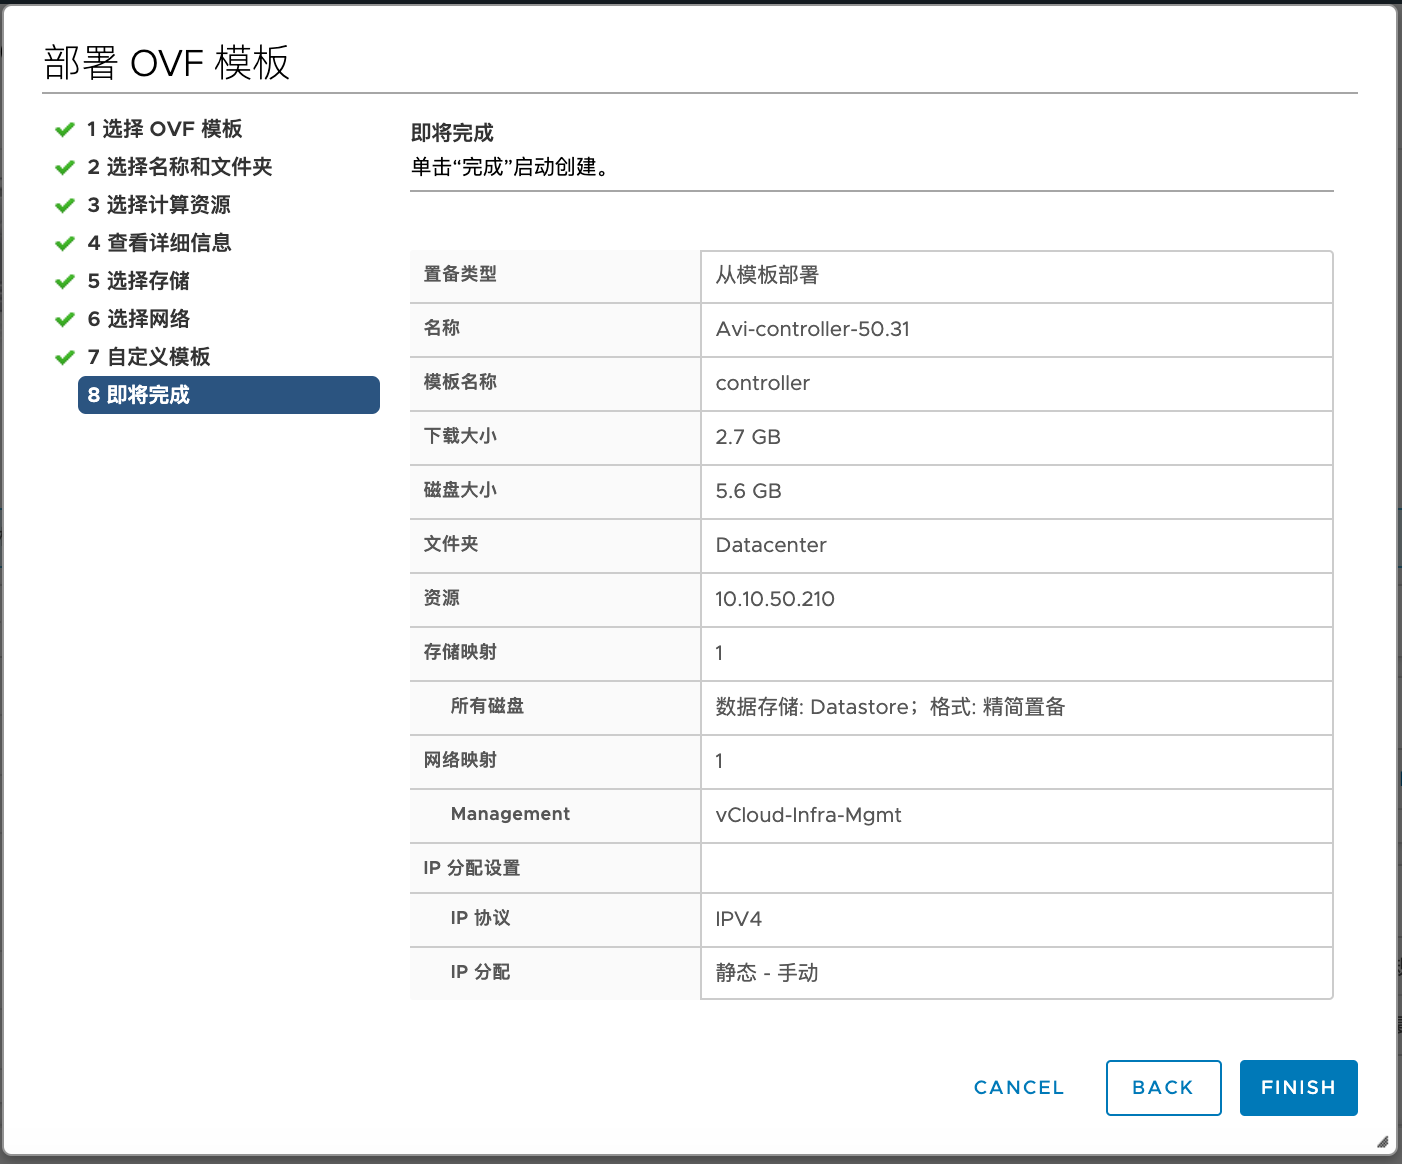 部署 OVF 模板
1 选择 OVF 模板
2 选择名称和文件夹
3 选择计算资源
4 查看详细信息
5 选择存储
6 选择网络
7 自定义模板
8 即将完成
即将完成
单击“完成”启动创建。
置备类型 从模板部署
名称 Avi-controller-50.31
模板名称 controller
下载大小 2.7 GB
磁盘大小 5.6 GB
文件夹 Datacenter
资源 10.10.50.210
存储映射 1
所有磁盘 数据存储: Datastore；格式: 精简置备
网络映射 1
Management vCloud-Infra-Mgmt
IP 分配设置
IP 协议 IPV4
IP 分配 静态 - 手动
CANCEL BACK FINISH